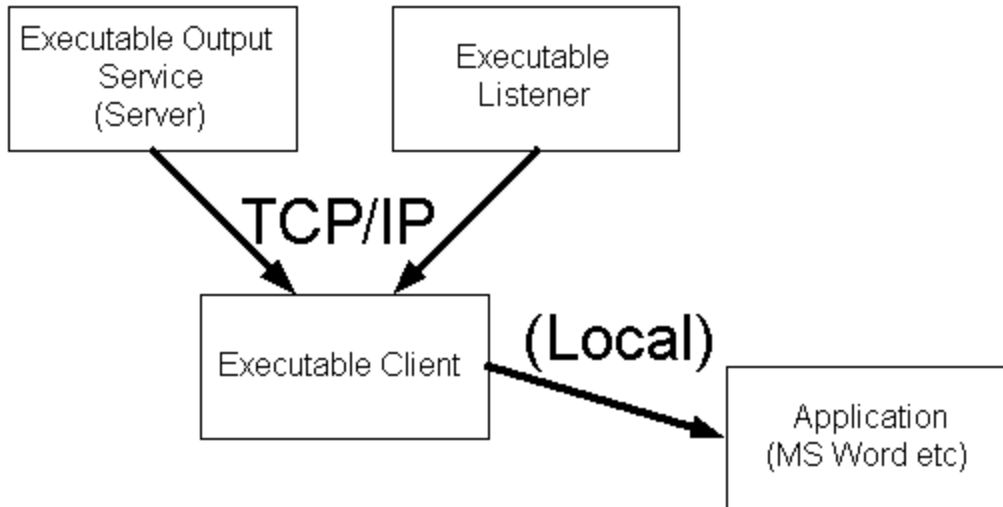 Executable Output
Service
(Server)
Executable
Listener
TCP/IP
Executable Client
(Local)
Application
(MS Word etc)